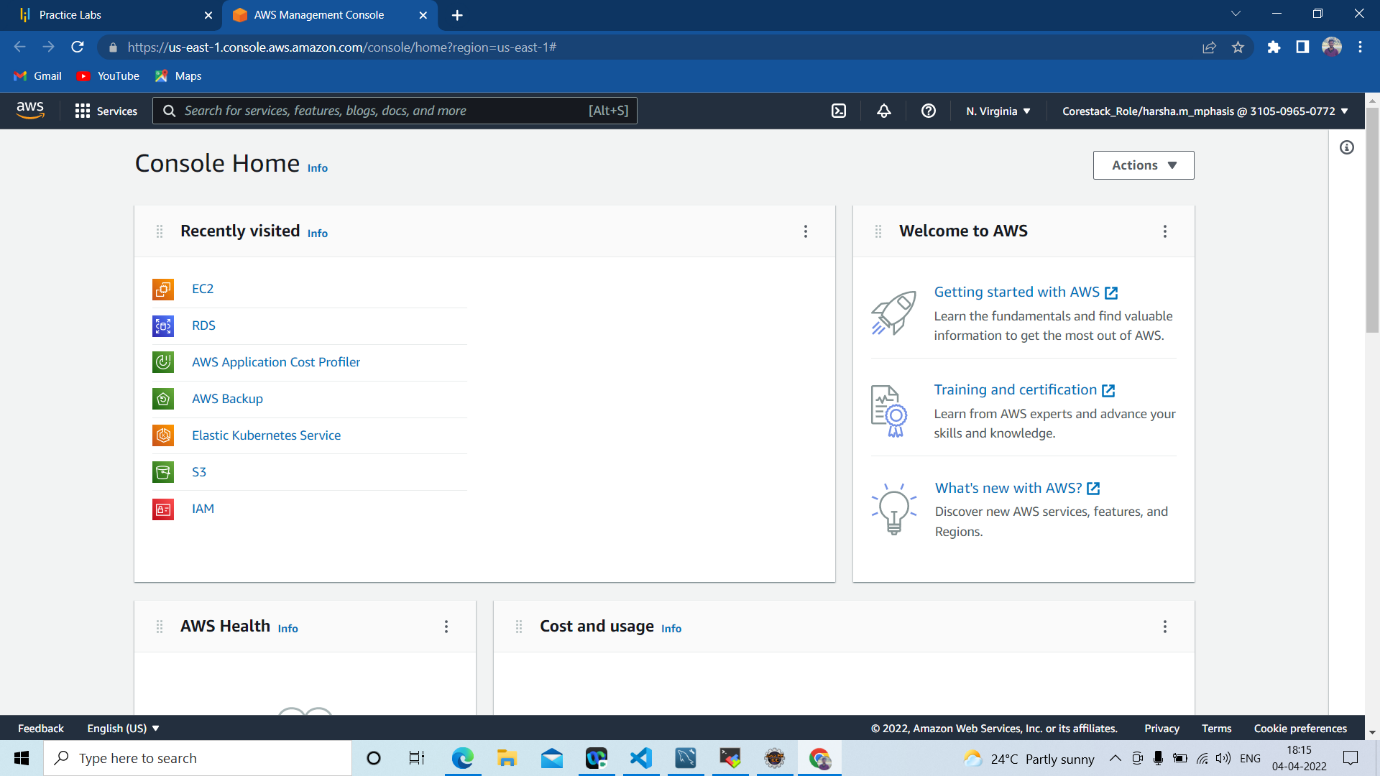 Practice Labs
AWS Management Console
https://us-east-1.console.aws.amazon.com/console/home?region=us-east-1#
Gmail
YouTube
Maps
aws
Services
Search for services, features, blogs, docs, and more
[Alt+S]
N. Virginia
Corestack_Role/harsha.m_mphasis @ 3105-0965-0772
Console Home Info
Actions
Recently visited Info
EC2
RDS
AWS Application Cost Profiler
AWS Backup
Elastic Kubernetes Service
S3
IAM
Welcome to AWS
Getting started with AWS
Learn the fundamentals and find valuable
information to get the most out of AWS.
Training and certification
Learn from AWS experts and advance your
skills and knowledge.
What's new with AWS?
Discover new AWS services, features, and
Regions.
AWS Health Info
Cost and usage Info
Feedback
English (US)
© 2022, Amazon Web Services, Inc. or its affiliates.
Privacy
Terms
Cookie preferences
Type here to search
24°C Partly sunny
ENG
18:15
04-04-2022